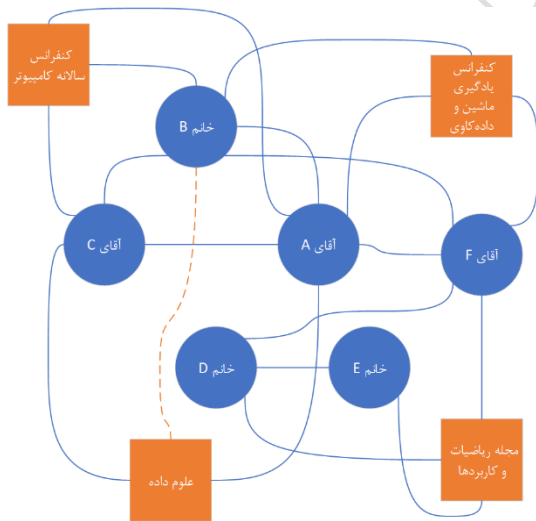 کنفرانس
سالانه کامپیوتر
کنفرانس
یادگیری
ماشین و
داده‌کاوی
خانم B
آقای C
آقای A
آقای F
خانم D
خانم E
علوم داده
مجله ریاضیات
و کاربردها